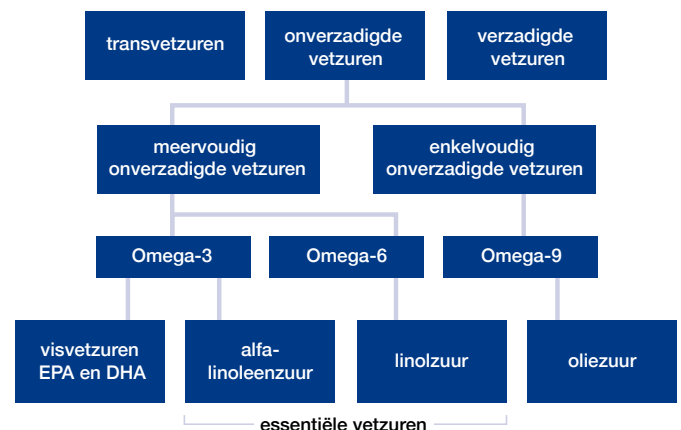 transvetzuren
onverzadigde
vetzuren
verzadigde
vetzuren
meervoudig
onverzadigde vetzuren
enkelvoudig
onverzadigde vetzuren
Omega-3
Omega-6
Omega-9
visvetzuren
EPA en DHA
alfa-
linoleenzuur
linolzuur
oliezuur
essentiële vetzuren